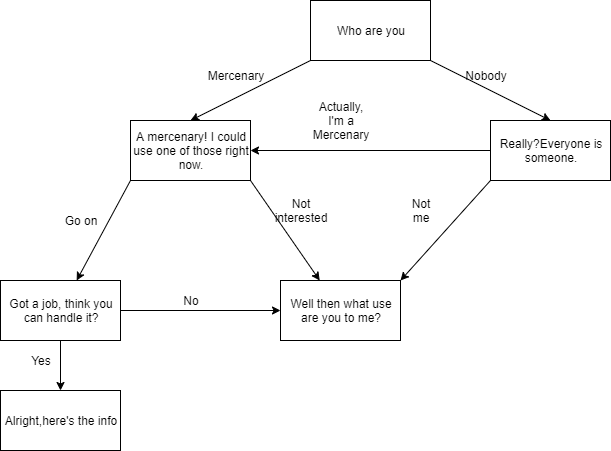 Who are you
Mercenary
Nobody
Actually,
I'm a
Mercenary
A mercenary! I could
use one of those right
now.
Really?Everyone is
someone.
Go on
Not
interested
Not
me
Got a job, think you
can handle it?
No
Well then what use
are you to me?
Yes
Alright,here's the info